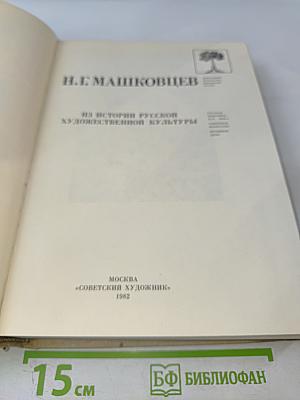 Н.Г. МАШКОВЦЕВ
ИЗ ИСТОРИИ РУССКОЙ
ХУДОЖЕСТВЕННОЙ КУЛЬТУРЫ
МОСКВА
«СОВЕТСКИЙ ХУДОЖНИК»
1982
15 см
БФ БИБЛИОФАН